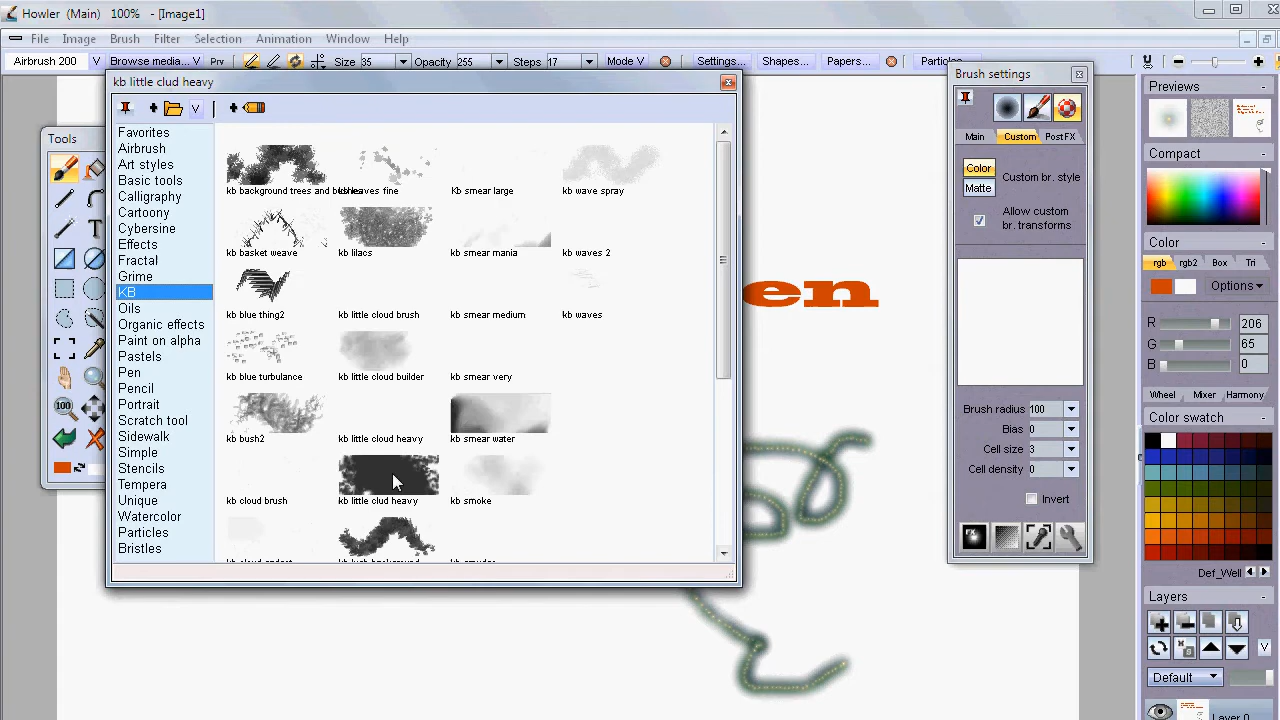 Howler (Main) 100% - [Image1]
File Image Brush Filter Selection Animation Window Help
Airbrush 200 V Browse media... V Prv Size 35 Opacity 255 Steps 17 Mode V Settings... Shapes... Papers... Particles
kb little clud heavy
Tools
Favorites
Airbrush
Art styles
Basic tools
Calligraphy
Cartoony
Cybersine
Effects
Fractal
Grime
KB
Oils
Organic effects
Paint on alpha
Pastels
Pen
Pencil
Portrait
Scratch tool
Sidewalk
Simple
Stencils
Tempera
Unique
Watercolor
Particles
Bristles
kb background trees and bushes kb leaves fine Kb smear large kb wave spray
kb basket weave kb lilacs kb smear mania kb waves 2
kb blue thing2 kb little cloud brush kb smear medium kb waves
kb blue turbulance kb little cloud builder kb smear very
kb bush2 kb little cloud heavy kb smear water
kb cloud brush kb little clud heavy kb smoke
en
Brush settings
Main Custom PostFX
Color
Matte
Custom br. style
Allow custom
br. transforms
Brush radius 100
Bias 0
Cell size 3
Cell density 0
Invert
Previews
Compact
Color
rgb rgb2 Box Tri
Options
R 206
G 65
B 0
Wheel Mixer Harmony
Color swatch
Def_Well
Layers
Default
Layer 0
100